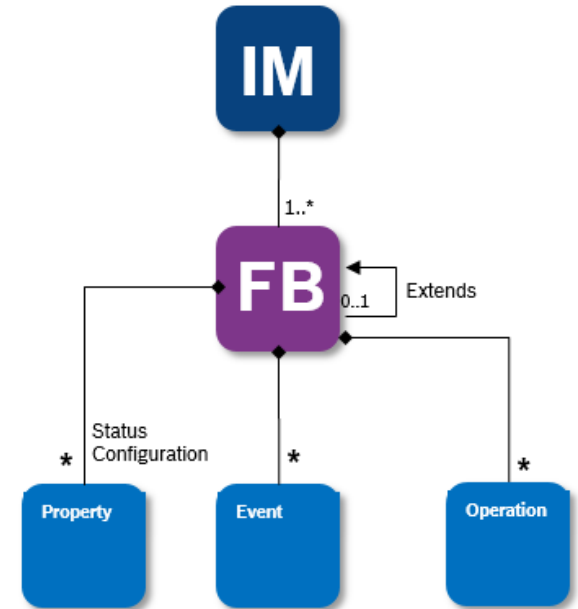 IM
1..*
FB
0..1
Extends
Status
Configuration
*
*
*
Property
Event
Operation